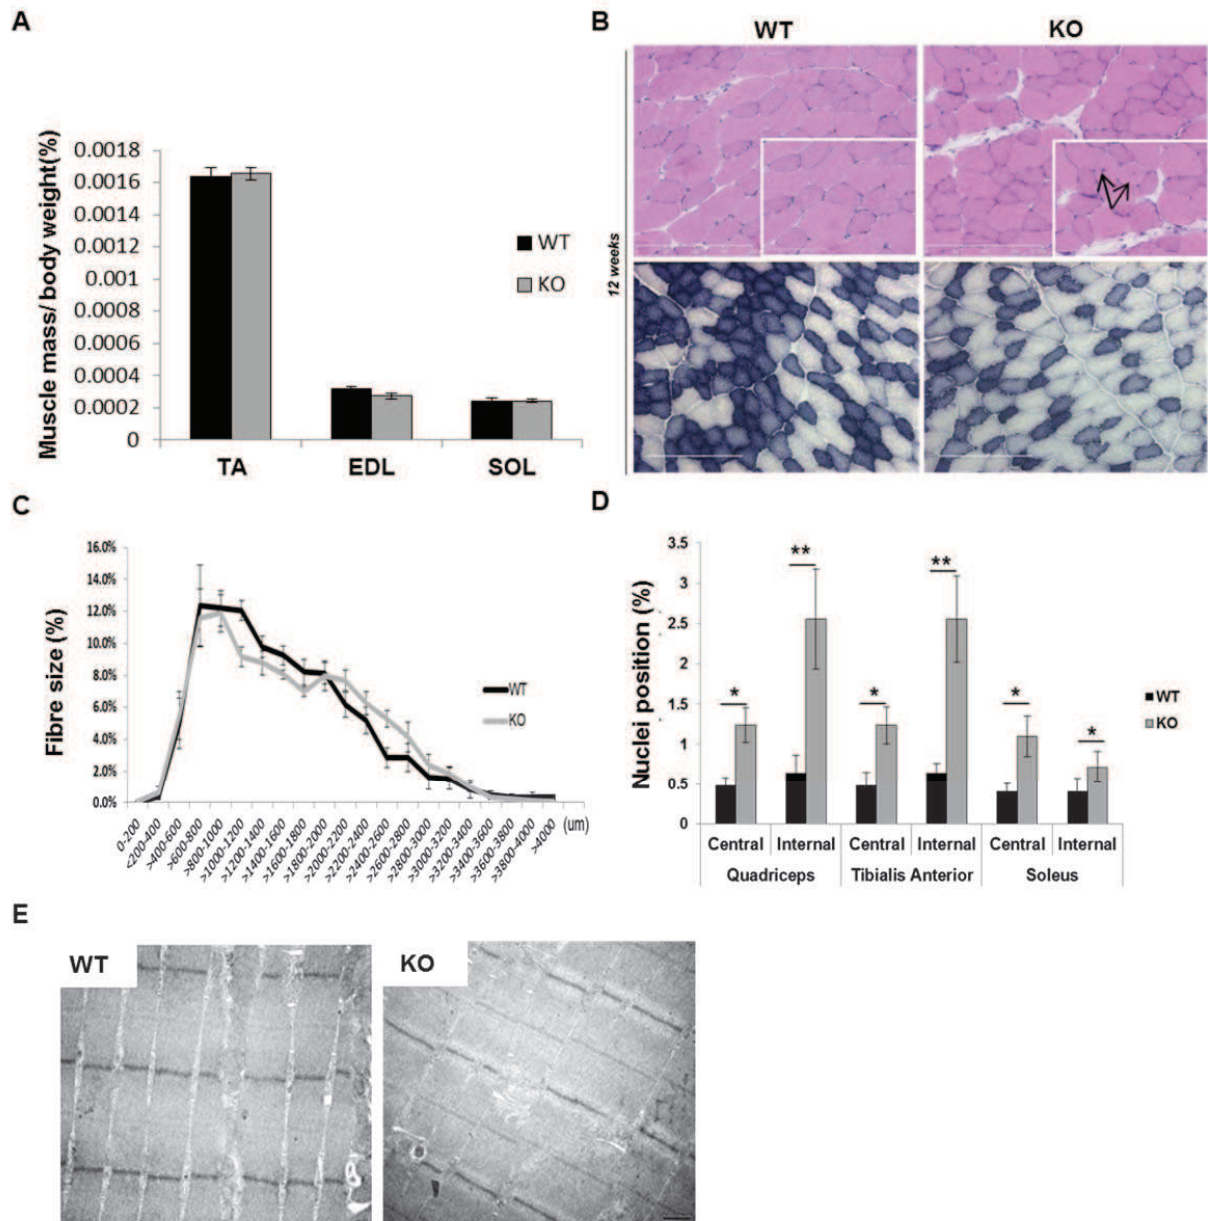 A
Muscle mass/ body weight(%)
0.0018
0.0016
0.0014
0.0012
0.001
0.0008
0.0006
0.0004
0.0002
0
TA EDL SOL
WT
KO
B
WT KO
12 weeks
C
Fibre size (%)
16.0%
14.0%
12.0%
10.0%
8.0%
6.0%
4.0%
2.0%
0.0%
0-200
<200-400
>400-600
>600-800
>800-1000
>1000-1200
>1200-1400
>1400-1600
>1600-1800
>1800-2000
>2000-2200
>2200-2400
>2400-2600
>2600-2800
>2800-3000
>3000-3200
>3200-3400
>3400-3600
>3600-3800
>3800-4000
>4000
(um)
WT
KO
D
Nuclei position (%)
3.5
3
2.5
2
1.5
1
0.5
0
* ** * ** * *
Central Internal Central Internal Central Internal
Quadriceps Tibialis Anterior Soleus
WT
KO
E
WT KO